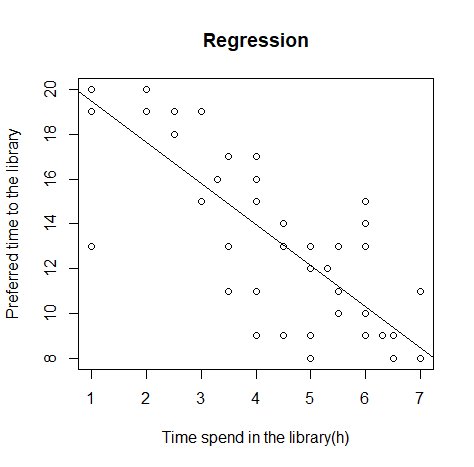 Regression
Preferred time to the library
20
18
16
14
12
10
8
1 2 3 4 5 6 7
Time spend in the library(h)